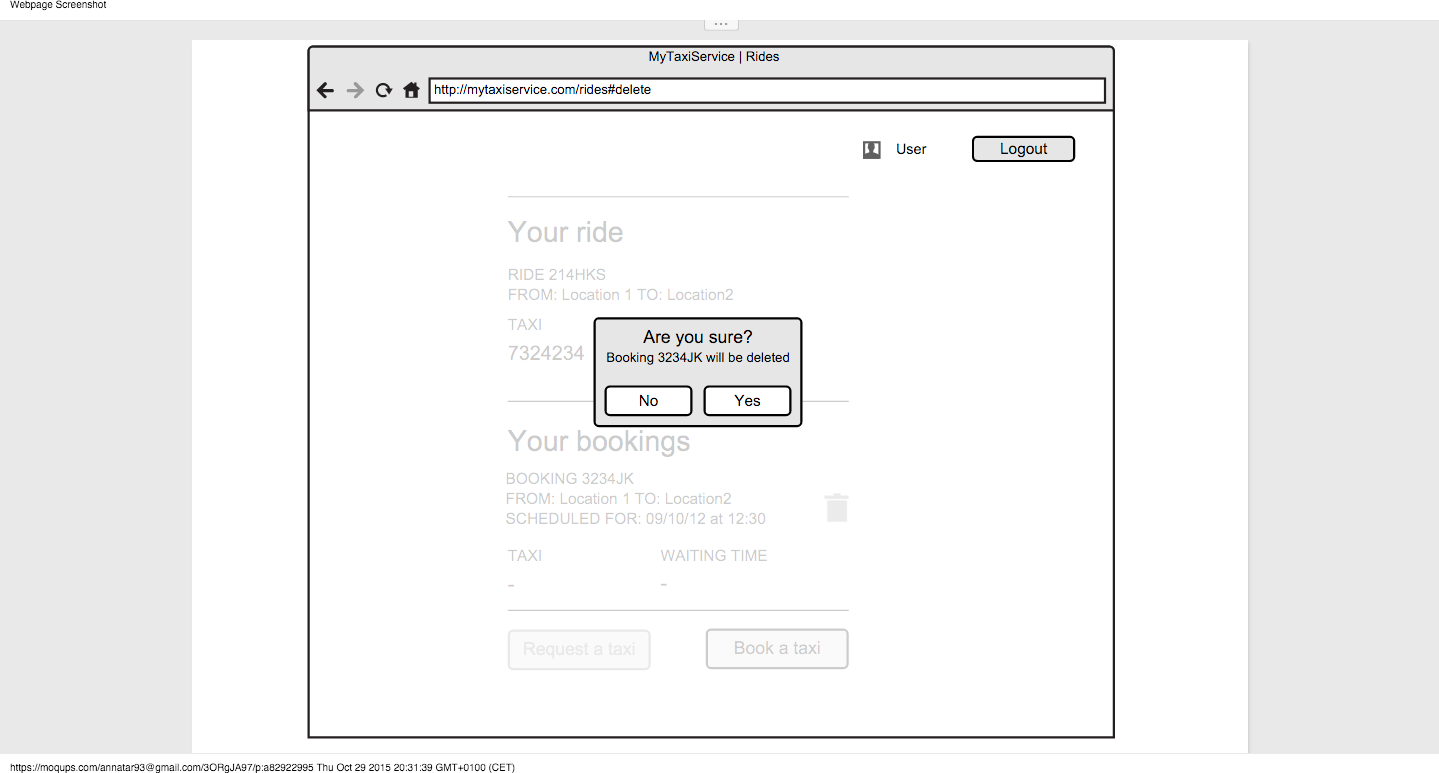 Webpage Screenshot
...
MyTaxiService | Rides
http://mytaxiservice.com/rides#delete
User
Logout
Your ride
RIDE 214HKS
FROM: Location 1 TO: Location2
TAXI
7324234
Are you sure?
Booking 3234JK will be deleted
No Yes
Your bookings
BOOKING 3234JK
FROM: Location 1 TO: Location2
SCHEDULED FOR: 09/10/12 at 12:30
TAXI WAITING TIME
- -
Request a taxi Book a taxi
https://moqups.com/annatar93@gmail.com/3ORgJA97/p:a82922995 Thu Oct 29 2015 20:31:39 GMT+0100 (CET)